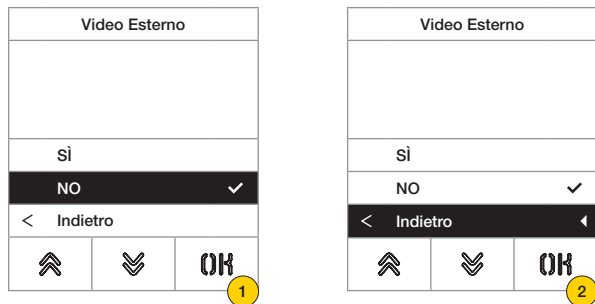 Video Esterno
SÌ
NO
< Indietro
OK
1
Video Esterno
SÌ
NO
< Indietro
OK
2